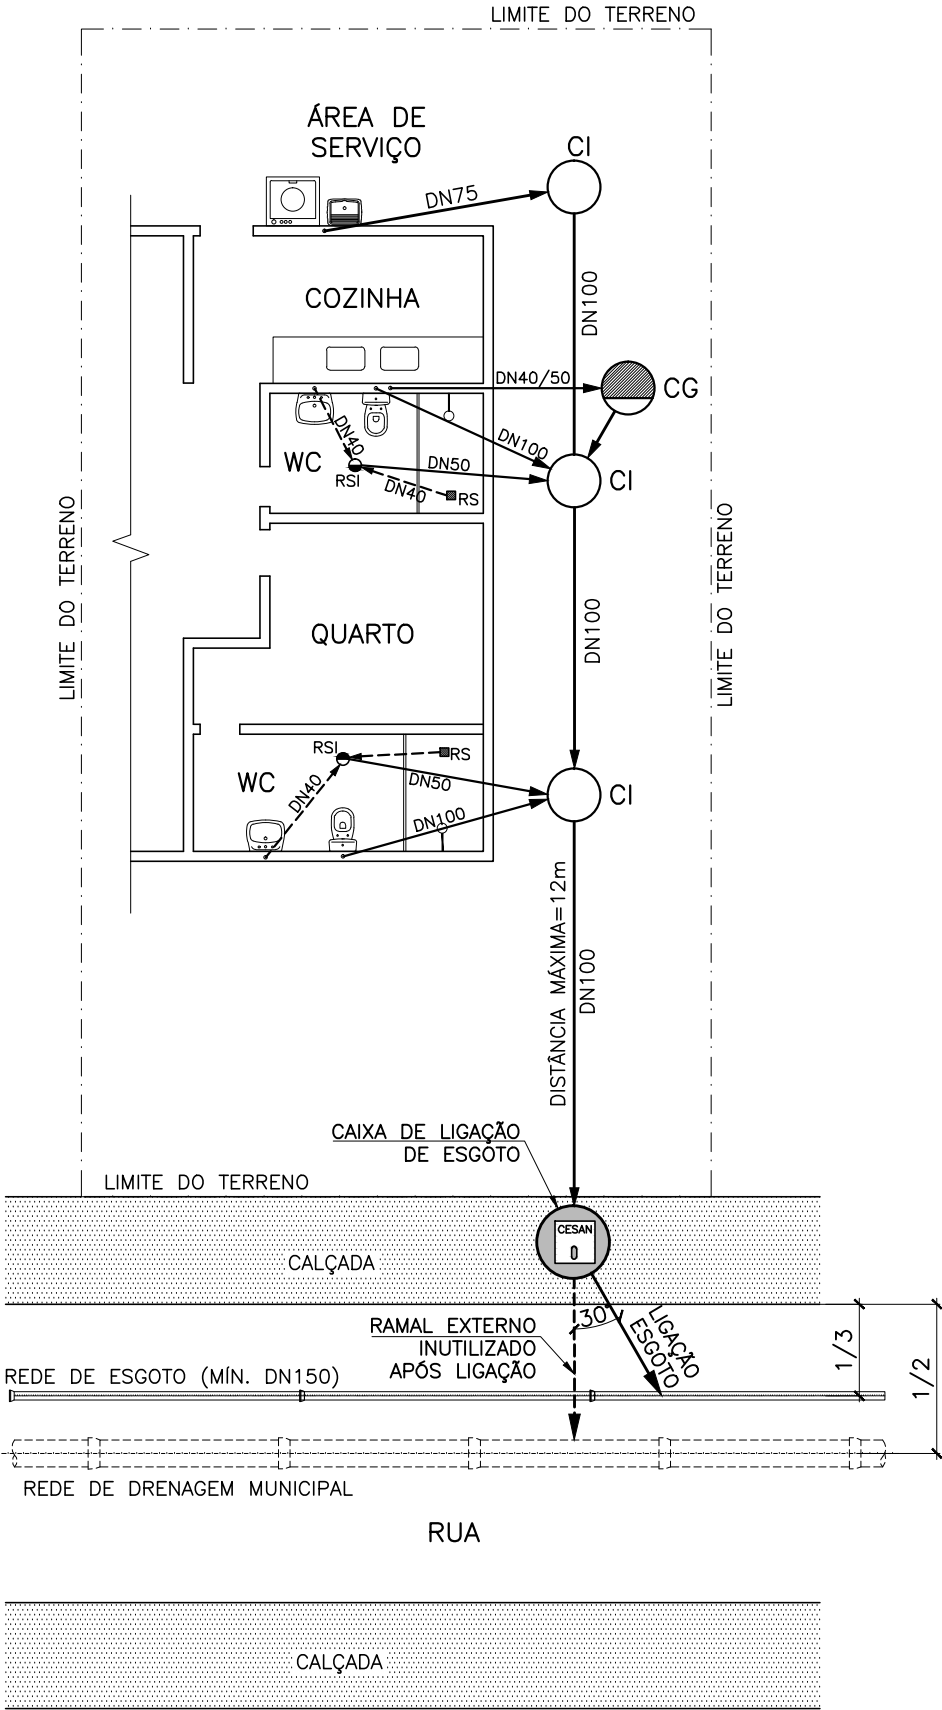 LIMITE DO TERRENO
ÁREA DE
SERVIÇO
CI
DN75
DN100
COZINHA
DN40/50
CG
DN40
DN100
WC
DN50
CI
RSI
DN40
RS
LIMITE DO TERRENO
LIMITE DO TERRENO
QUARTO
DN100
RSI
RS
WC
DN40
DN50
CI
DN100
DISTÂNCIA MÁXIMA=12m
DN100
CAIXA DE LIGAÇÃO
DE ESGOTO
LIMITE DO TERRENO
CESAN
CALÇADA
30°
LIGAÇÃO
ESGOTO
RAMAL EXTERNO
INUTILIZADO
APÓS LIGAÇÃO
1/3
1/2
REDE DE ESGOTO (MÍN. DN150)
REDE DE DRENAGEM MUNICIPAL
RUA
CALÇADA